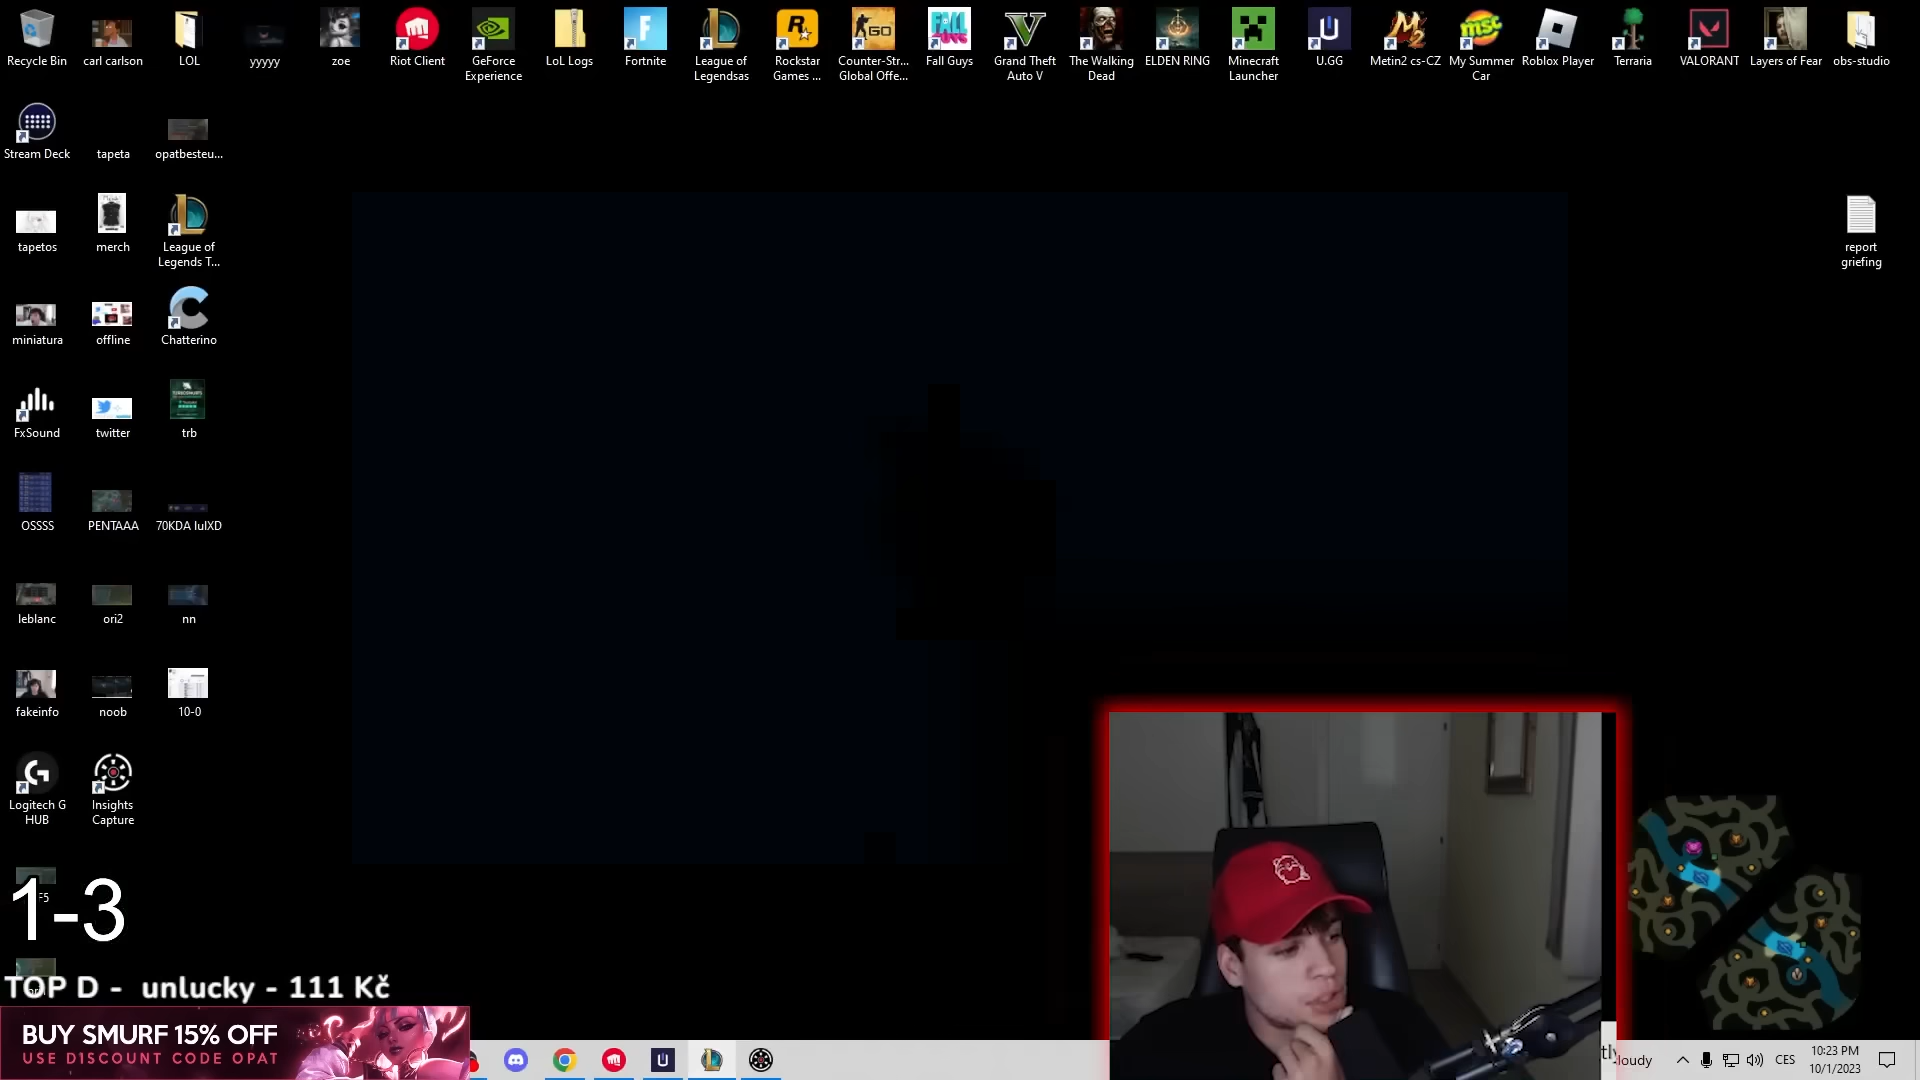 Recycle Bin
carl carlson
LOL
yyyyy
zoe
Riot Client
GeForce
Experience
LoL Logs
Fortnite
League of
Legendsas
Rockstar
Games ...
Counter-Str...
Global Offe...
Fall Guys
Grand Theft
Auto V
The Walking
Dead
ELDEN RING
Minecraft
Launcher
U.GG
Metin2 cs-CZ
My Summer
Car
Roblox Player
Terraria
VALORANT
Layers of Fear
obs-studio
Stream Deck
tapeta
opatbesteu...
tapetos
merch
League of
Legends T...
report
griefing
miniatura
offline
Chatterino
FxSound
twitter
trb
OSSSS
PENTAAA
70KDA lulXD
leblanc
ori2
nn
fakeinfo
noob
10-0
Logitech G
HUB
Insights
Capture
1-3
TOP D - unlucky - 111 Kč
BUY SMURF 15% OFF
USE DISCOUNT CODE OPAT
CES
10:23 PM
10/1/2023